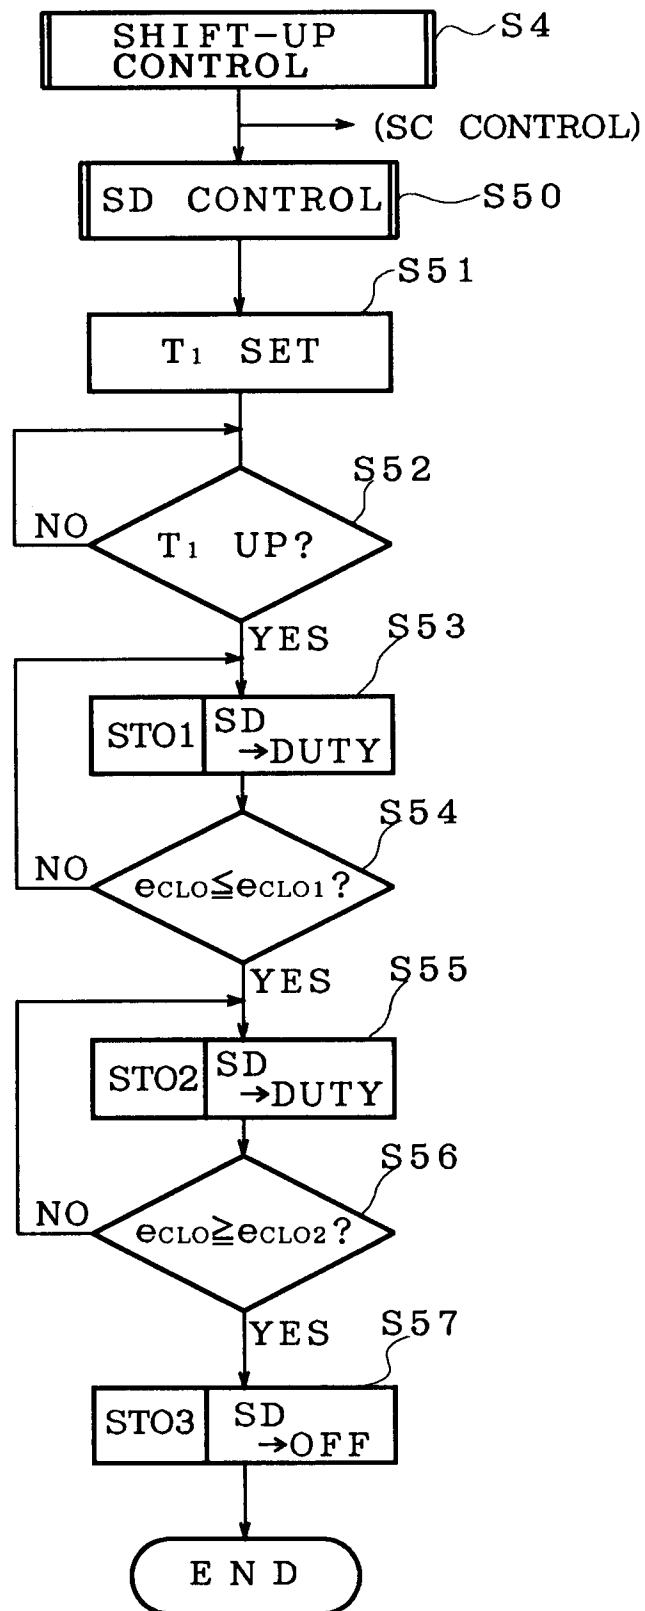 SHIFT-UP
CONTROL
S4
(SC CONTROL)
SD CONTROL
S50
S51
T1 SET
S52
NO
T1 UP?
YES
S53
STO1
SD
→DUTY
S54
NO
eCLO≦eCLO1?
YES
S55
STO2
SD
→DUTY
S56
NO
eCLO≧eCLO2?
YES
S57
STO3
SD
→OFF
END